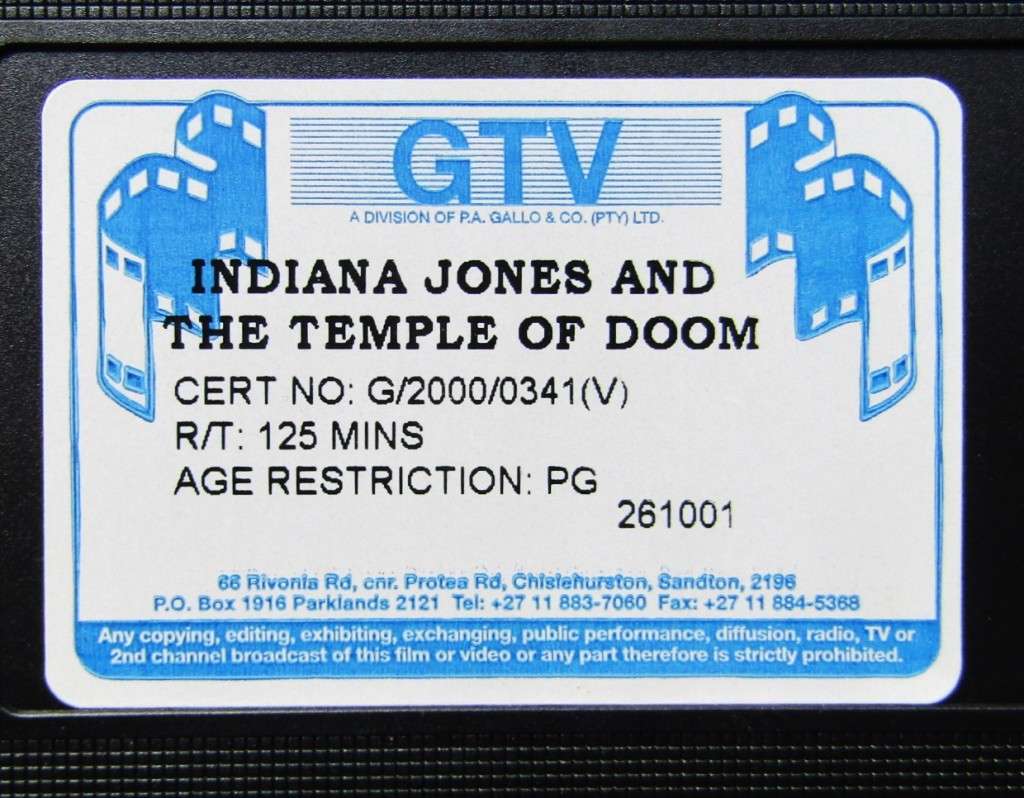 GTV
A DIVISION OF P.A. GALLO & CO. (PTY) LTD.
INDIANA JONES AND
THE TEMPLE OF DOOM
CERT NO: G/2000/0341(V)
R/T: 125 MINS
AGE RESTRICTION: PG
261001
66 Rivonia Rd, cnr. Protea Rd, Chislehurston, Sandton, 2196
P.O. Box 1916 Parklands 2121 Tel: +27 11 883-7060 Fax: +27 11 884-5368
Any copying, editing, exhibiting, exchanging, public performance, diffusion, radio, TV or
2nd channel broadcast of this film or video or any part therefore is strictly prohibited.